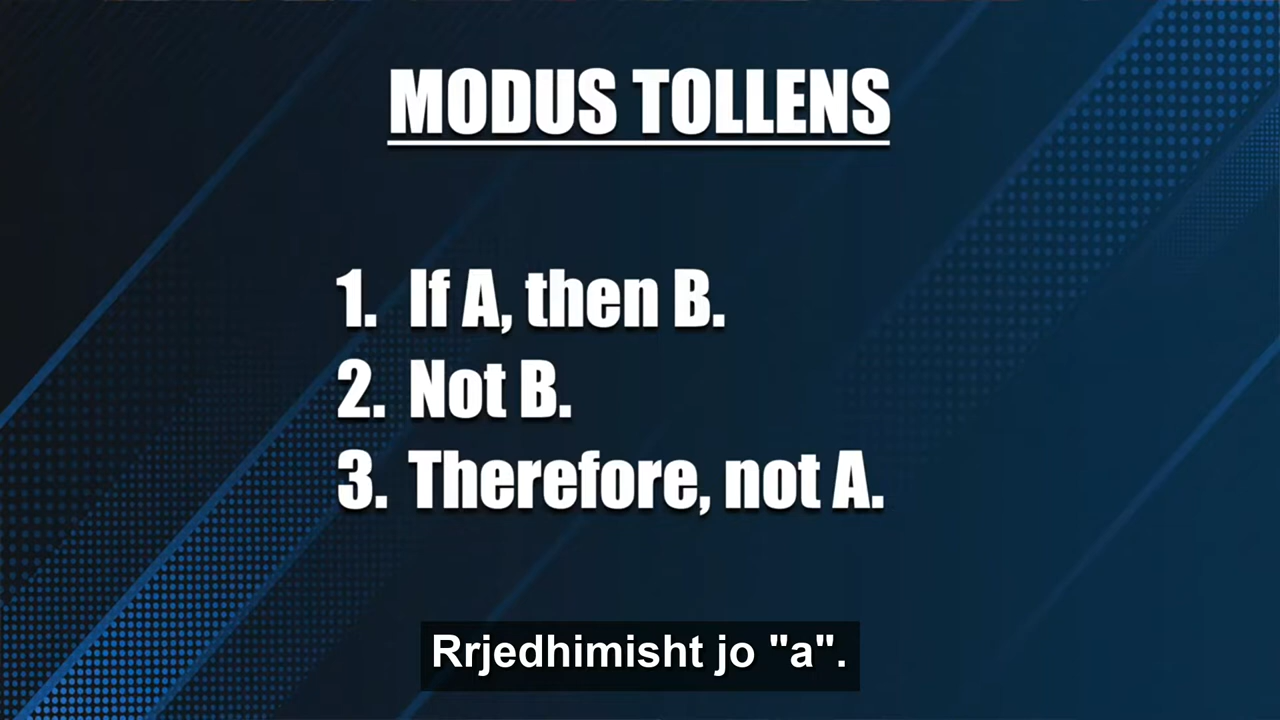 MODUS TOLLENS
1. If A, then B.
2. Not B.
3. Therefore, not A.
Rrjedhimisht jo "a".